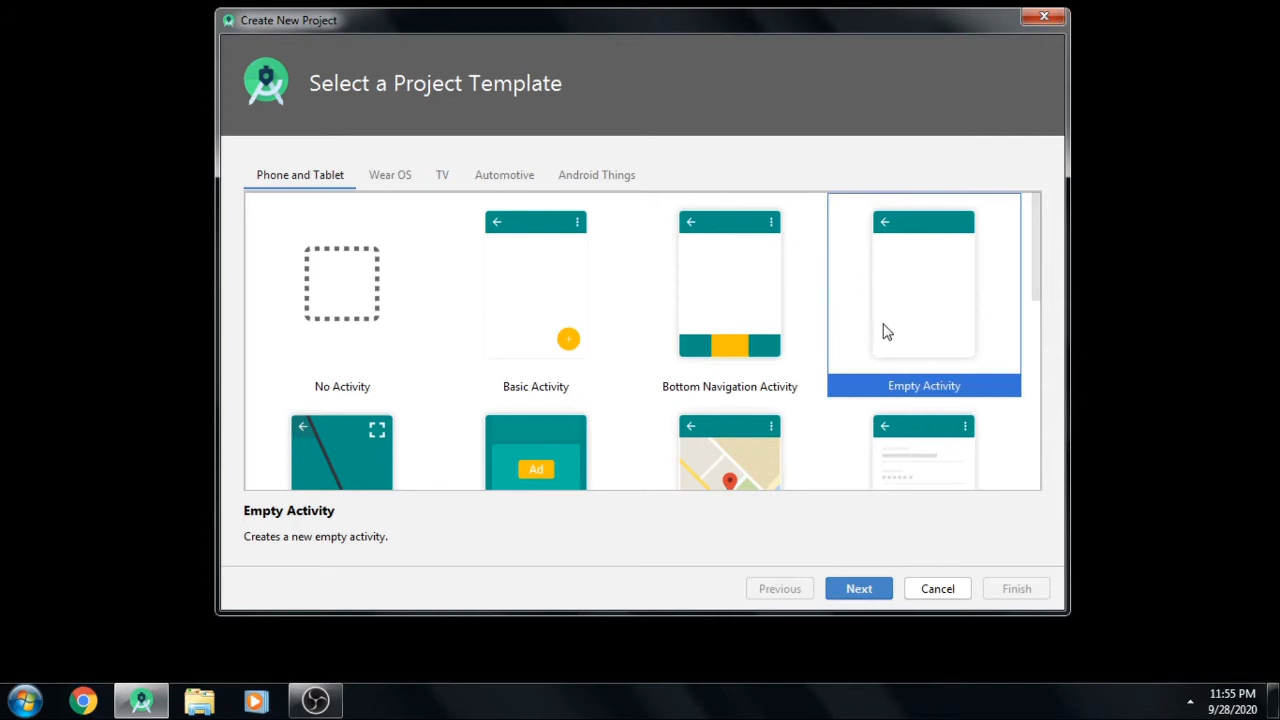 Create New Project
Select a Project Template
Phone and Tablet
Wear OS
TV
Automotive
Android Things
No Activity
Basic Activity
Bottom Navigation Activity
Empty Activity
Ad
Empty Activity
Creates a new empty activity.
Previous
Next
Cancel
Finish
11:55 PM
9/28/2020